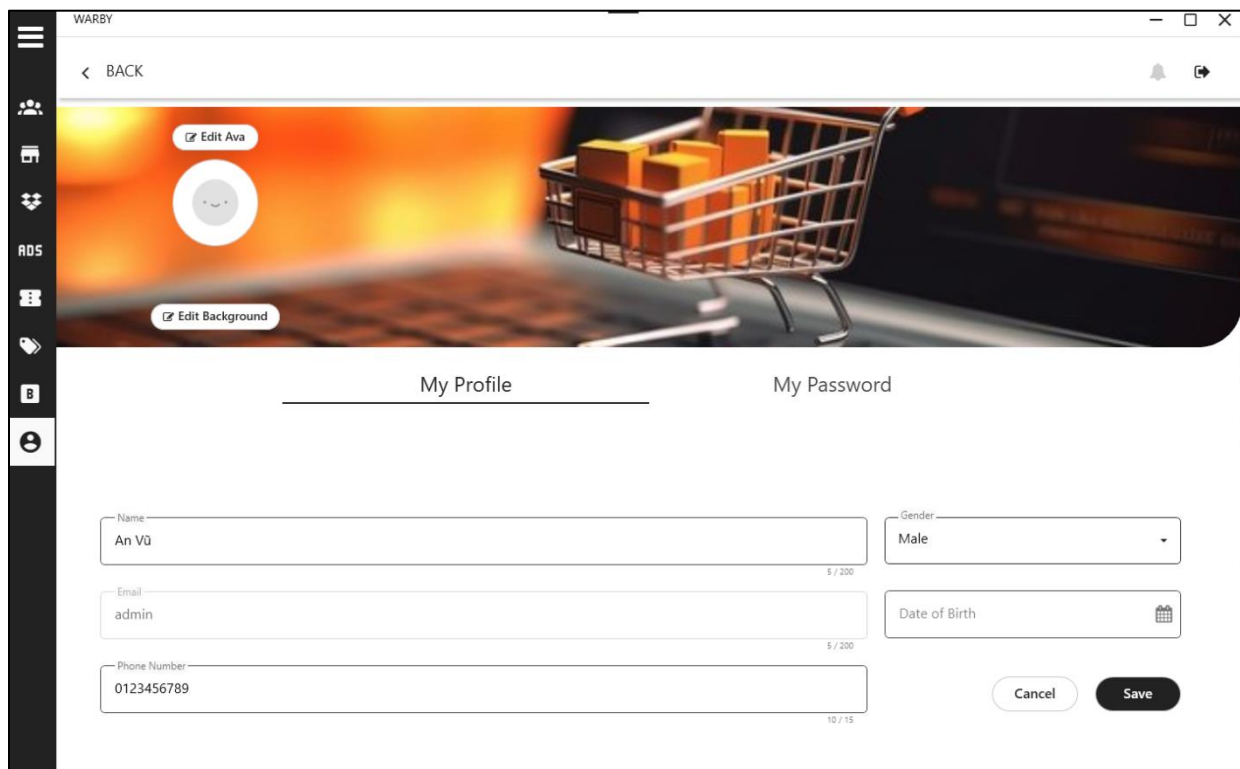 WARBY
BACK
Edit Ava
ADS
Edit Background
B
My Profile
My Password
Name
An Vũ
5 / 200
Gender
Male
Email
admin
5 / 200
Date of Birth
Phone Number
0123456789
10 / 15
Cancel
Save